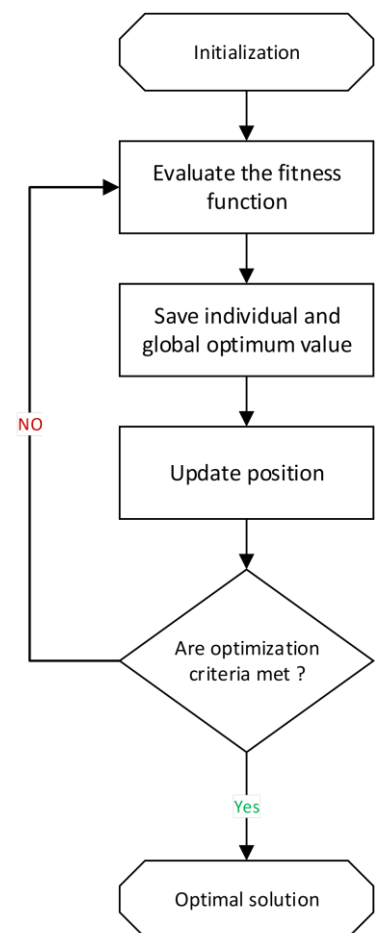 Initialization
Evaluate the fitness
function
Save individual and
global optimum value
NO
Update position
Are optimization
criteria met ?
Yes
Optimal solution